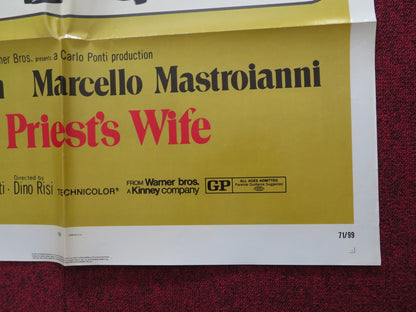 ner Bros. presents a Carlo Ponti production
n Marcello Mastroianni
Priest's Wife
Directed by
ti · Dino Risi TECHNICOLOR®
FROM Warner bros.
A Kinney company
GP ALL AGES ADMITTED
Parental Guidance Suggested
71/99